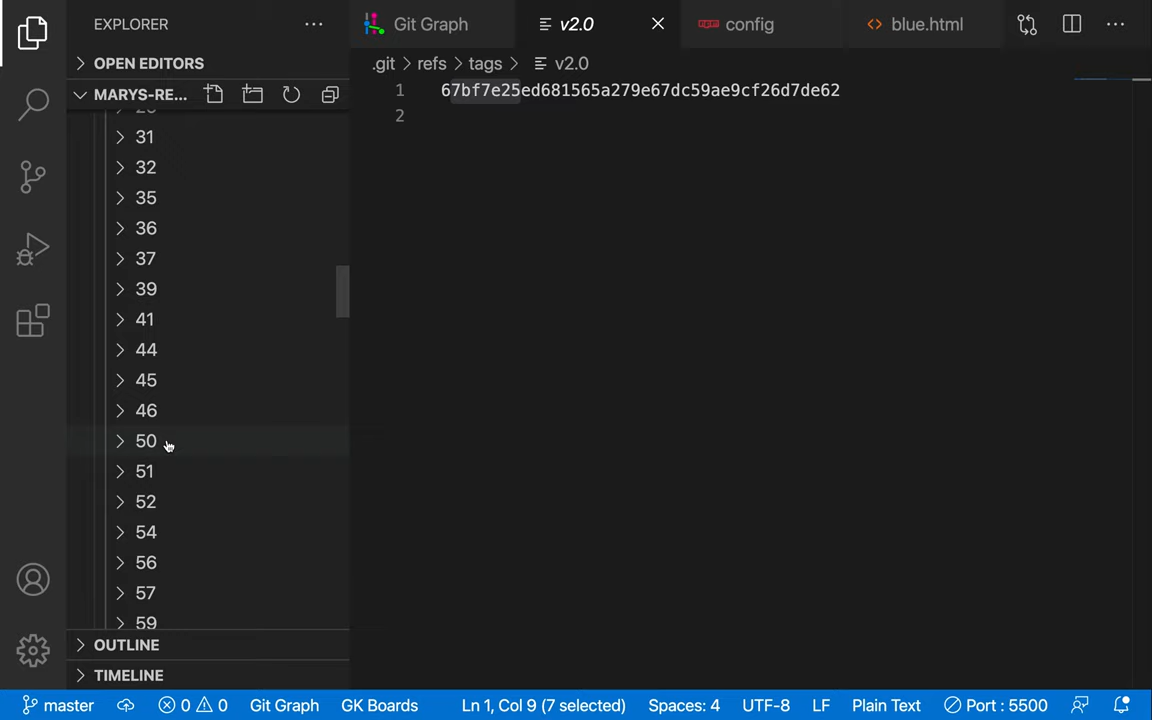 EXPLORER
OPEN EDITORS
MARYS-RE...
31
32
35
36
37
39
41
44
45
46
50
51
52
54
56
57
59
OUTLINE
TIMELINE
Git Graph
v2.0
config
blue.html
.git > refs > tags > v2.0
1 67bf7e25ed681565a279e67dc59ae9cf26d7de62
2
master 0 0 Git Graph GK Boards Ln 1, Col 9 (7 selected) Spaces: 4 UTF-8 LF Plain Text Port : 5500